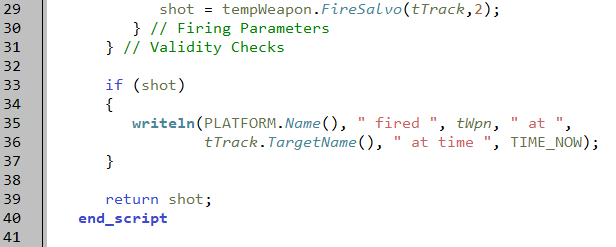 29 shot = tempWeapon.FireSalvo(tTrack,2);
30 } // Firing Parameters
31 } // Validity Checks
32
33 if (shot)
34 {
35 writeln(PLATFORM.Name(), " fired ", tWpn, " at ",
36 tTrack.TargetName(), " at time ", TIME_NOW);
37 }
38
39 return shot;
40 end_script
41